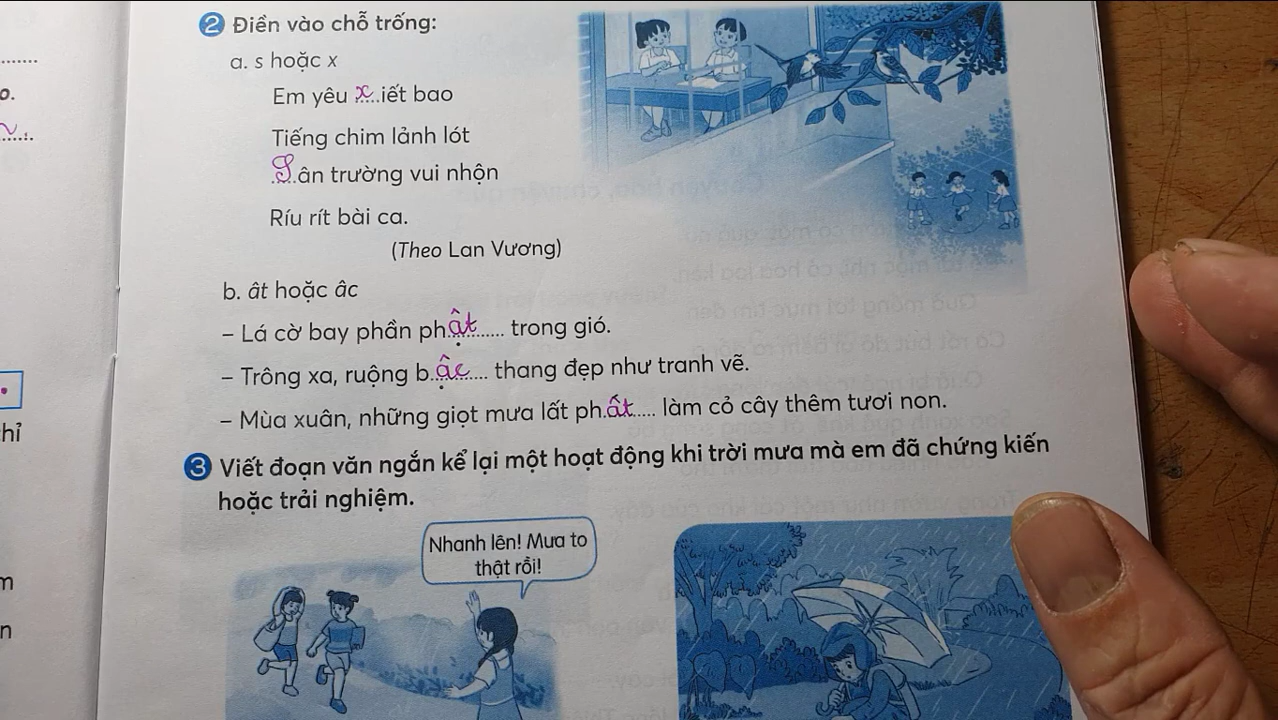 2 Điền vào chỗ trống:
a. s hoặc x
Em yêu x iết bao
Tiếng chim lảnh lót
S ân trường vui nhộn
Ríu rít bài ca.
(Theo Lan Vương)
b. ât hoặc âc
– Lá cờ bay phần phật trong gió.
– Trông xa, ruộng bậc thang đẹp như tranh vẽ.
– Mùa xuân, những giọt mưa lất phất làm cỏ cây thêm tươi non.
3 Viết đoạn văn ngắn kể lại một hoạt động khi trời mưa mà em đã chứng kiến
hoặc trải nghiệm.
Nhanh lên! Mưa to
thật rồi!